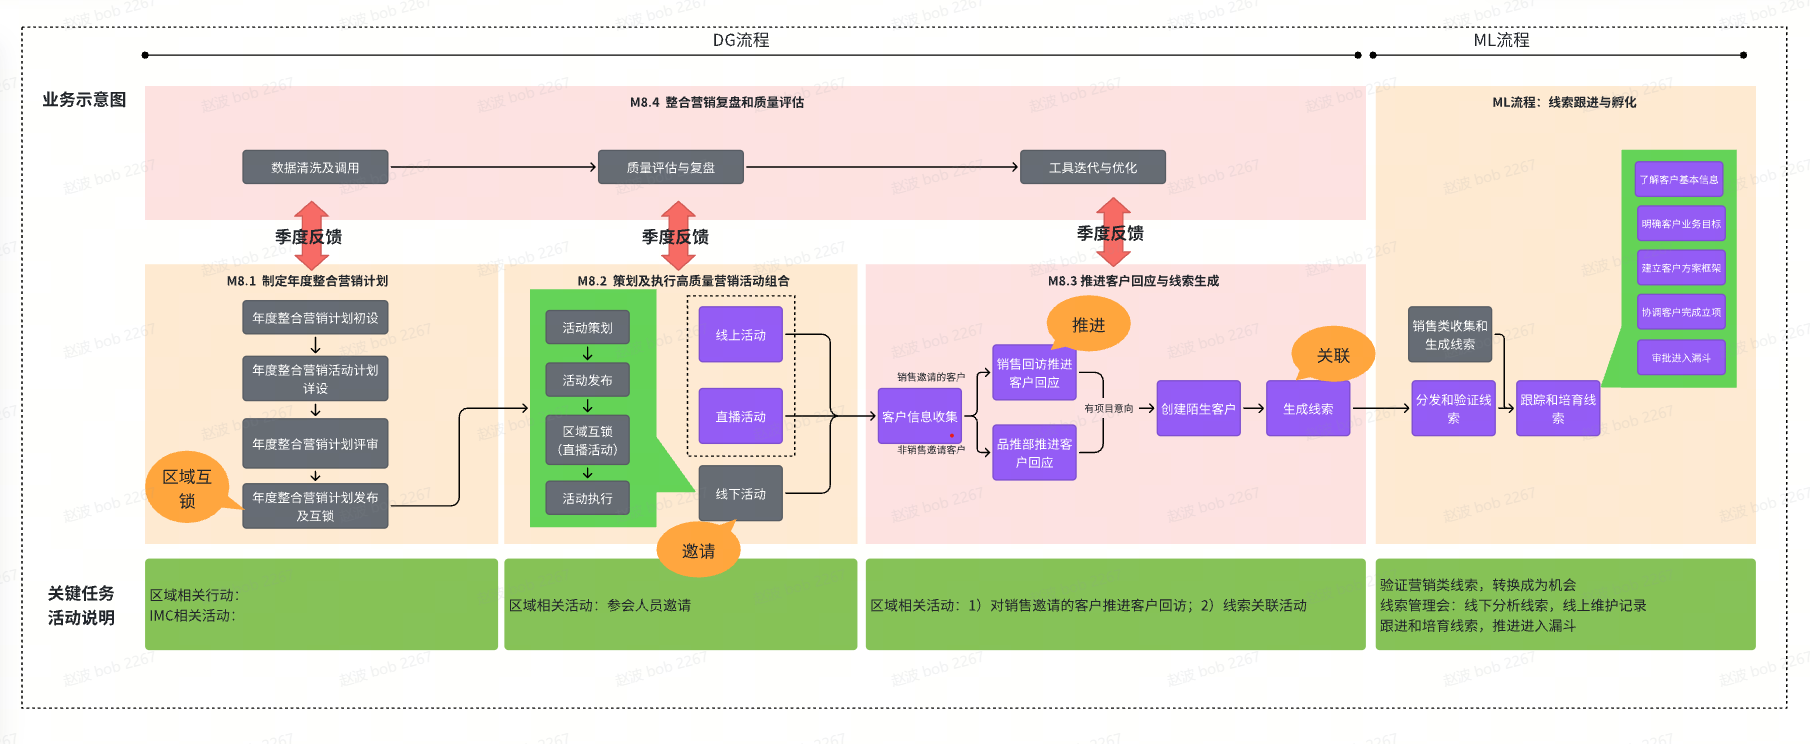 DG流程
ML流程
业务示意图
M8.4 整合营销复盘和质量评估
数据清洗及调用
质量评估与复盘
工具迭代与优化
季度反馈
季度反馈
季度反馈
M8.1 制定年度整合营销计划
年度整合营销计划初设
年度整合营销活动计划
详设
年度整合营销计划评审
年度整合营销计划发布
及互锁
区域互
锁
M8.2 策划及执行高质量营销活动组合
活动策划
活动发布
区域互锁
（直播活动）
活动执行
线上活动
直播活动
线下活动
邀请
M8.3 推进客户回应与线索生成
推进
关联
销售邀请的客户
客户信息收集
非销售邀请客户
销售回访推进
客户回应
品推部推进客
户回应
有项目意向
创建陌生客户
生成线索
ML流程：线索跟进与孵化
销售类收集和
生成线索
分发和验证线
索
跟踪和培育线
索
了解客户基本信息
明确客户业务目标
建立客户方案框架
协调客户完成立项
审批进入漏斗
关键任务
活动说明
区域相关行动：
IMC相关活动：
区域相关活动：参会人员邀请
区域相关活动：1）对销售邀请的客户推进客户回访；2）线索关联活动
验证营销类线索，转换成为机会
线索管理会：线下分析线索，线上维护记录
跟进和培育线索，推进进入漏斗
赵波 bob 2267